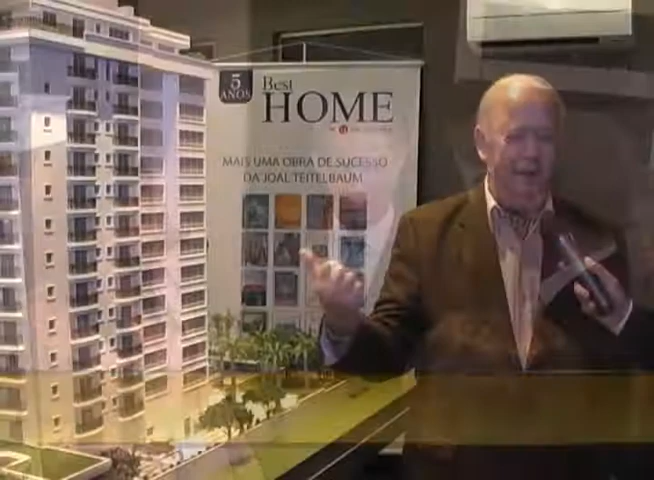 5
ANOS
Best
HOME
MAIS UMA OBRA DE SUCESSO
DA JOAL TEITELBAUM